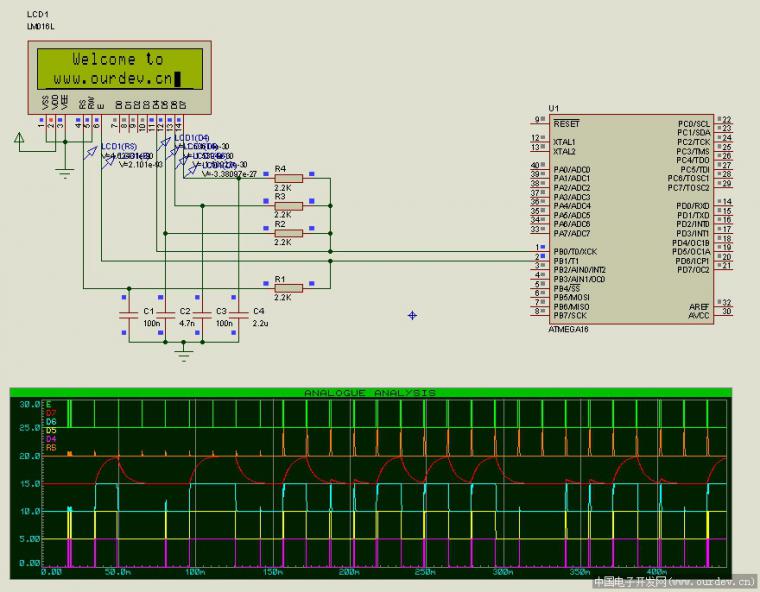 LCD1
LM016L
Welcome to
www.ourdev.cn
VSS
VDD
VEE
RS
RW
E
D0
D1
D2
D3
D4
D5
D6
D7
1
2
3
4
5
6
7
8
9
10
11
12
13
14
LCD1(RS)
LCD1(D4)
V=2.101e-93
V=-3.38097e-27
R4
2.2K
R3
2.2K
R2
2.2K
R1
2.2K
C1
100n
C2
4.7n
C3
100n
C4
2.2u
U1
9 RESET PC0/SCL 22
PC1/SDA 23
12 XTAL1 PC2/TCK 24
13 XTAL2 PC3/TMS 25
PC4/TDO 26
40 PA0/ADC0 PC5/TDI 27
39 PA1/ADC1 PC6/TOSC1 28
38 PA2/ADC2 PC7/TOSC2 29
37 PA3/ADC3
36 PA4/ADC4 PD0/RXD 14
35 PA5/ADC5 PD1/TXD 15
34 PA6/ADC6 PD2/INT0 16
33 PA7/ADC7 PD3/INT1 17
PD4/OC1B 18
1 PB0/T0/XCK PD5/OC1A 19
2 PB1/T1 PD6/ICP1 20
3 PB2/AIN0/INT2 PD7/OC2 21
4 PB3/AIN1/OC0
5 PB4/SS
6 PB5/MOSI
7 PB6/MISO AREF 32
8 PB7/SCK AVCC 30
ATMEGA16
ANALOGUE ANALYSIS
30.0
25.0
20.0
15.0
10.0
5.00
0.00
E
D7
D6
D5
D4
RS
0.00
50.0m
100m
150m
200m
250m
300m
350m
400m
中国电子开发网(www.ourdev.cn)